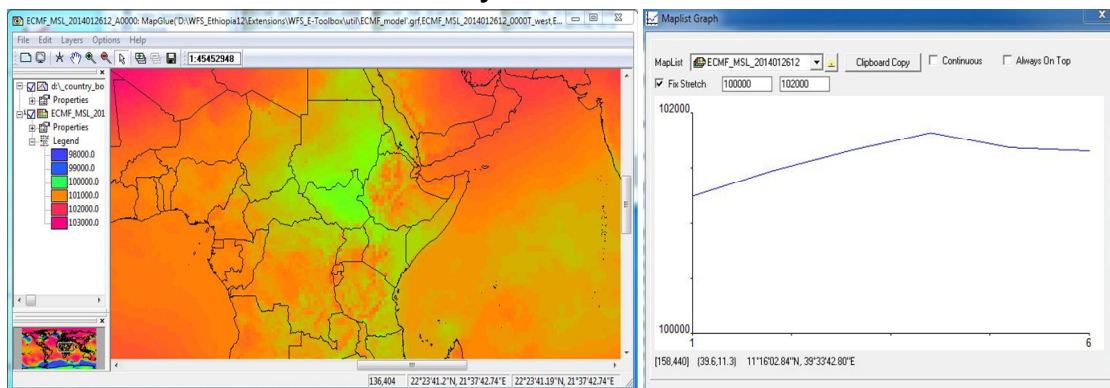 ECMF_MSL_2014012612_A0000: MapGlue('D:\WFS_Ethiopia12\Extensions\WFS_E-Toolbox\util\ECMF_model'.grf,ECMF_MSL_2014012612_0000T_west,E...
File Edit Layers Options Help
1:45452948
d:\_country_bo
Properties
ECMF_MSL_201
Properties
Legend
98000.0
99000.0
100000.0
101000.0
102000.0
103000.0
136,404 22°23'41.2"N, 21°37'42.74"E 22°23'41.19"N, 21°37'42.74"E
Maplist Graph
MapList ECMF_MSL_2014012612 Clipboard Copy Continuous Always On Top
Fix Stretch 100000 102000
102000
100000
1 6
[158,440] (39.6,11.3) 11°16'02.84"N, 39°33'42.80"E